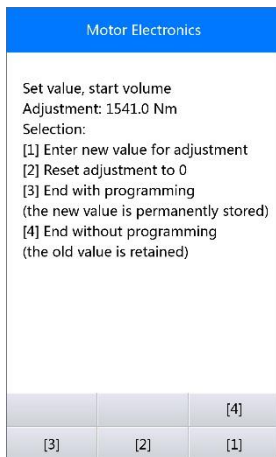 Motor Electronics
Set value, start volume
Adjustment: 1541.0 Nm
Selection:
[1] Enter new value for adjustment
[2] Reset adjustment to 0
[3] End with programming
(the new value is permanently stored)
[4] End without programming
(the old value is retained)
[4]
[3] [2] [1]